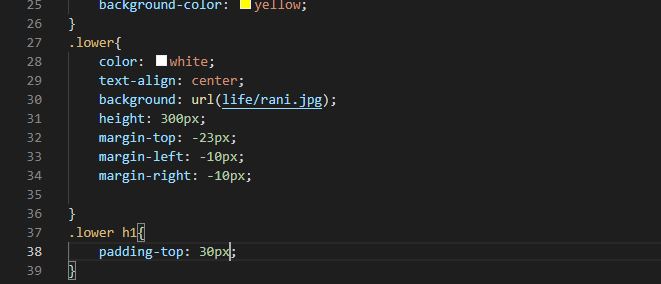 25 background-color: yellow;
26 }
27 .lower{
28 color: white;
29 text-align: center;
30 background: url(life/rani.jpg);
31 height: 300px;
32 margin-top: -23px;
33 margin-left: -10px;
34 margin-right: -10px;
35
36 }
37 .lower h1{
38 padding-top: 30px;
39 }